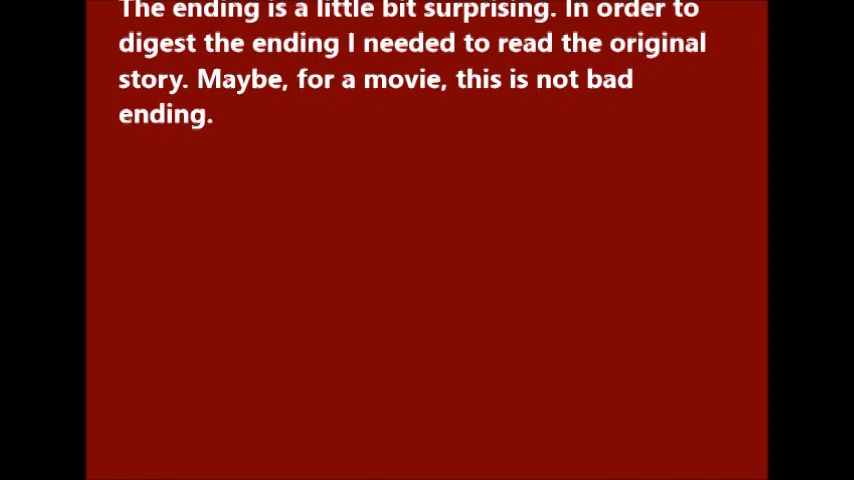 The ending is a little bit surprising. In order to
digest the ending I needed to read the original
story. Maybe, for a movie, this is not bad
ending.